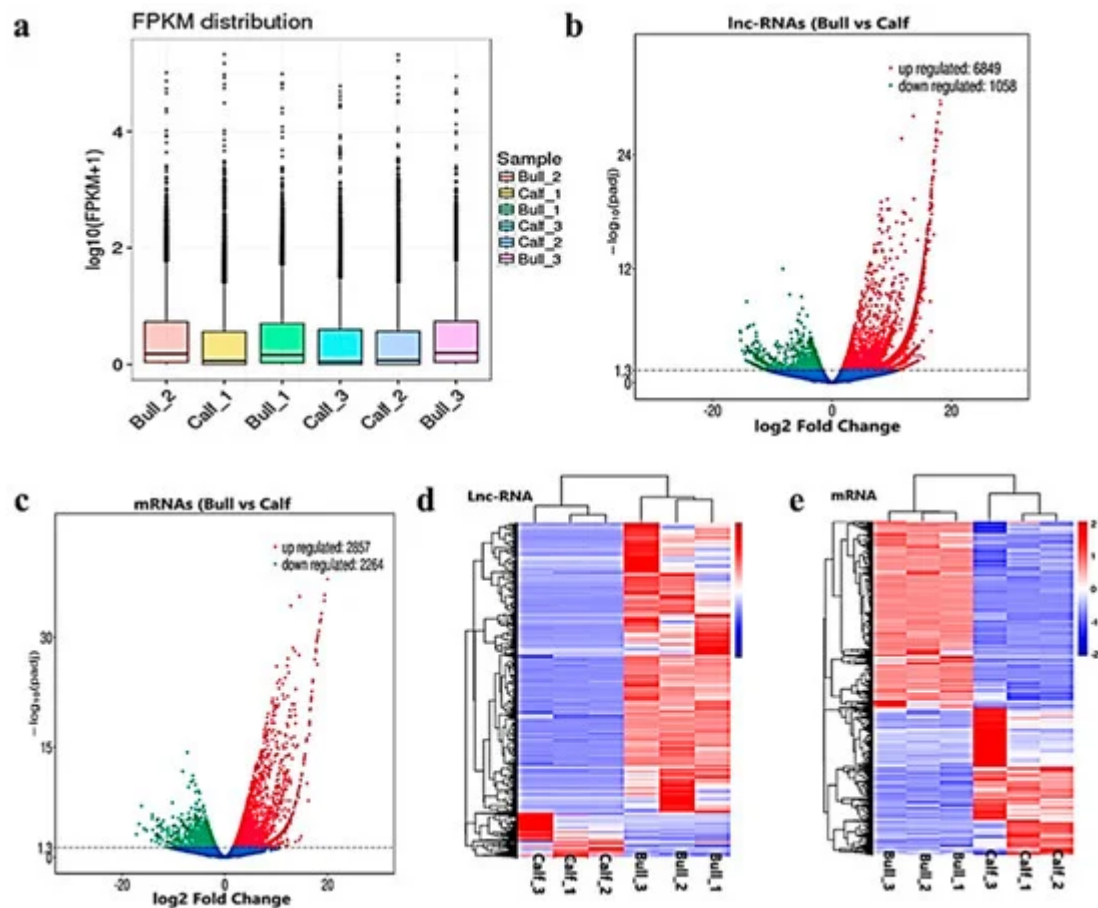 a
FPKM distribution
log10(FPKM+1)
4
2
0
Bull_2
Calf_1
Bull_1
Calf_3
Calf_2
Bull_3
Sample
Bull_2
Calf_1
Bull_1
Calf_3
Calf_2
Bull_3
b
lnc-RNAs (Bull vs Calf
up regulated: 6849
down regulated: 1058
-log10(padj)
24
12
1.3
0
-20
0
20
log2 Fold Change
c
mRNAs (Bull vs Calf
up regulated: 2857
down regulated: 2264
-log10(padj)
30
15
1.3
0
-20
0
20
log2 Fold Change
d
Lnc-RNA
Calf_3
Calf_1
Calf_2
Bull_3
Bull_2
Bull_1
e
mRNA
2
1
0
-2
Bull_3
Bull_2
Bull_1
Calf_3
Calf_1
Calf_2